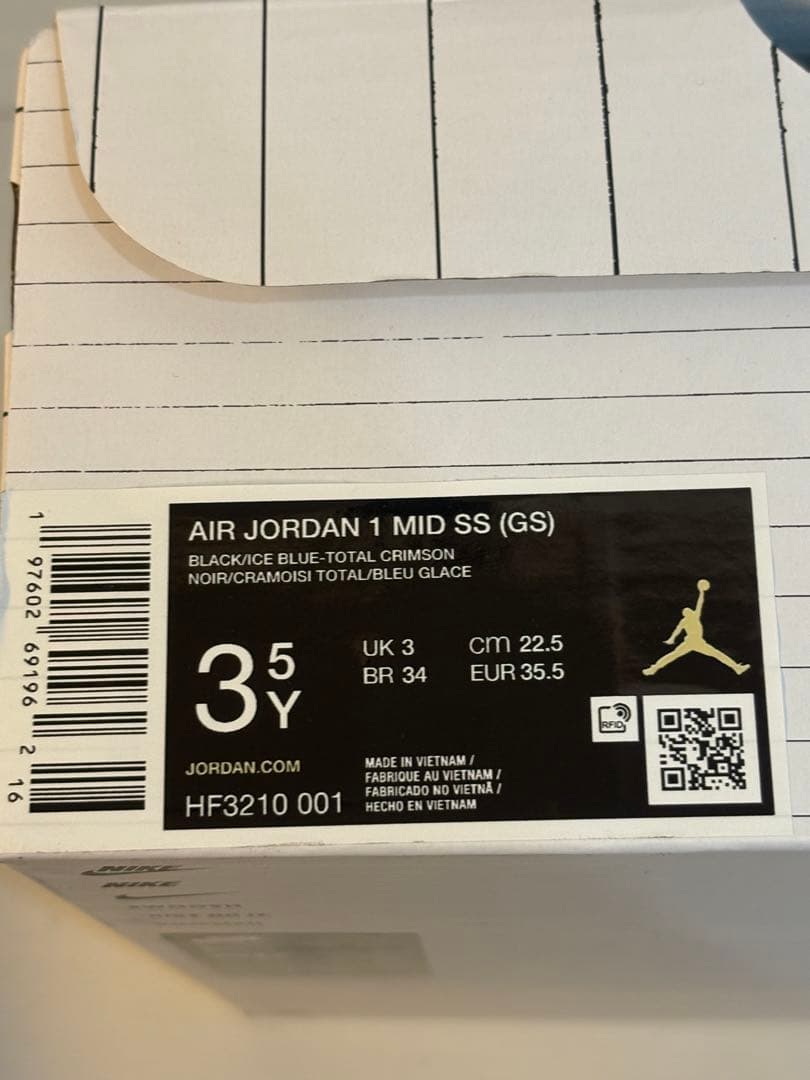 AIR JORDAN 1 MID SS (GS)
BLACK/ICE BLUE-TOTAL CRIMSON
NOIR/CRAMOISI TOTAL/BLEU GLACE
3 5 Y
UK 3
cm 22.5
BR 34
EUR 35.5
RFID
JORDAN.COM
HF3210 001
MADE IN VIETNAM /
FABRIQUE AU VIETNAM /
FABRICADO NO VIETNÃ /
HECHO EN VIETNAM
1 97602 69196 2 16
NIKE
NIKE